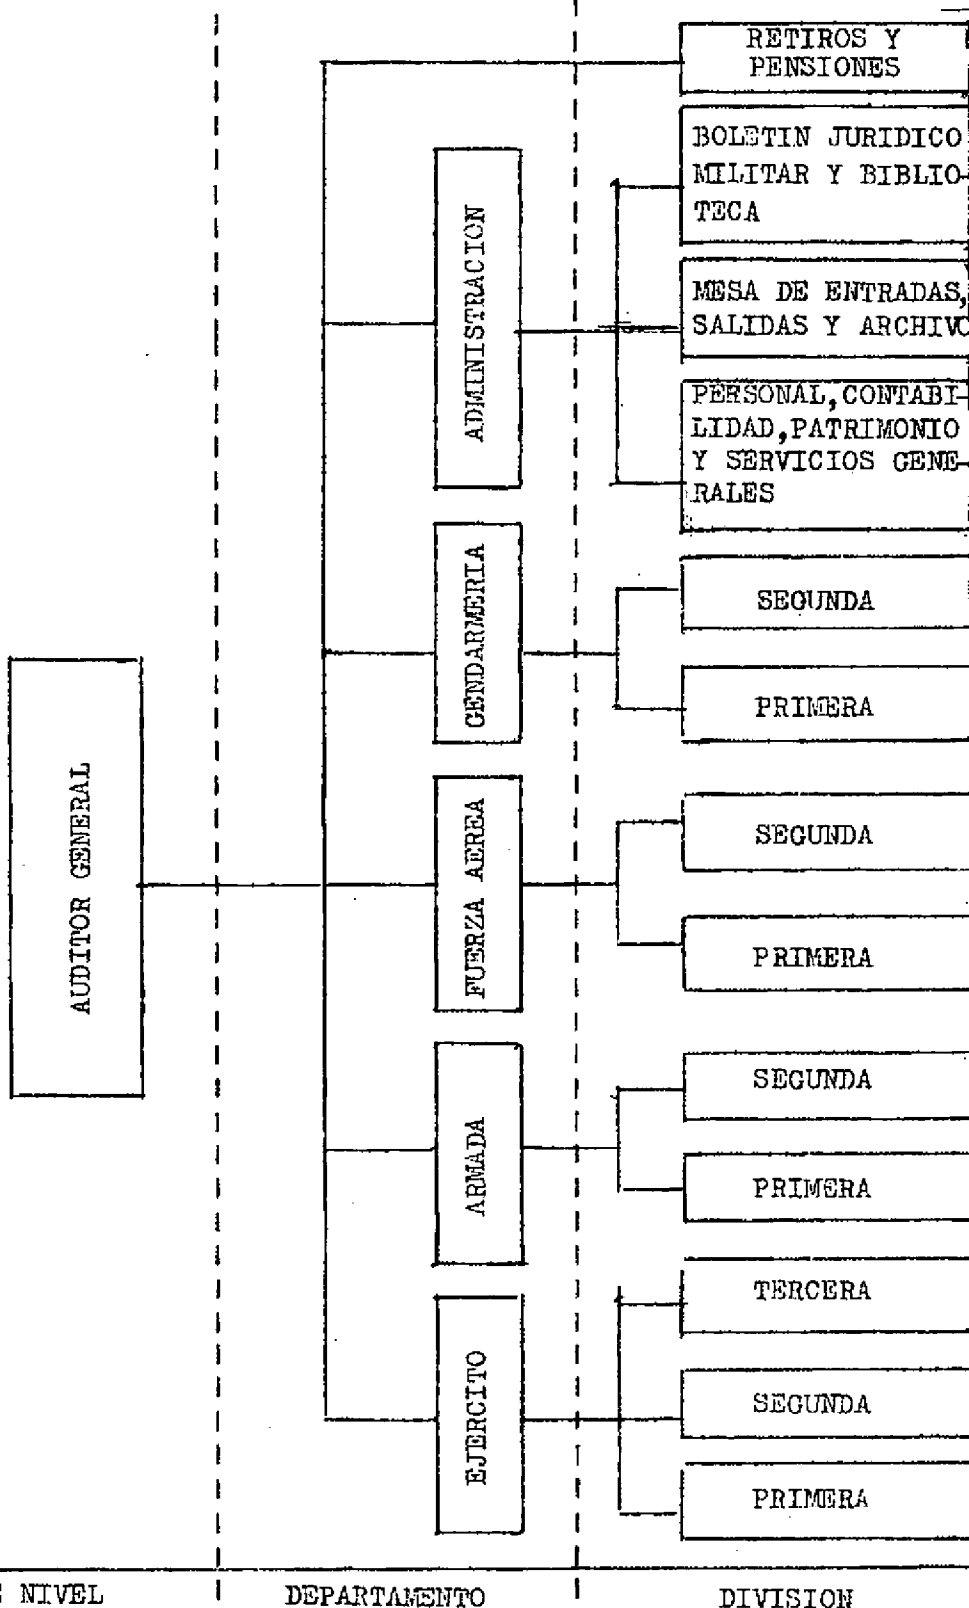 RETIROS Y
PENSIONES
BOLETIN JURIDICO
MILITAR Y BIBLIO-
TECA
ADMINISTRACION
MESA DE ENTRADAS,
SALIDAS Y ARCHIVO
PERSONAL, CONTABI-
LIDAD, PATRIMONIO
Y SERVICIOS GENE-
RALES
GENDARMERIA
SEGUNDA
PRIMERA
AUDITOR GENERAL
FUERZA AEREA
SEGUNDA
PRIMERA
ARMADA
SEGUNDA
PRIMERA
EJERCITO
TERCERA
SEGUNDA
PRIMERA
NIVEL
DEPARTAMENTO
DIVISION